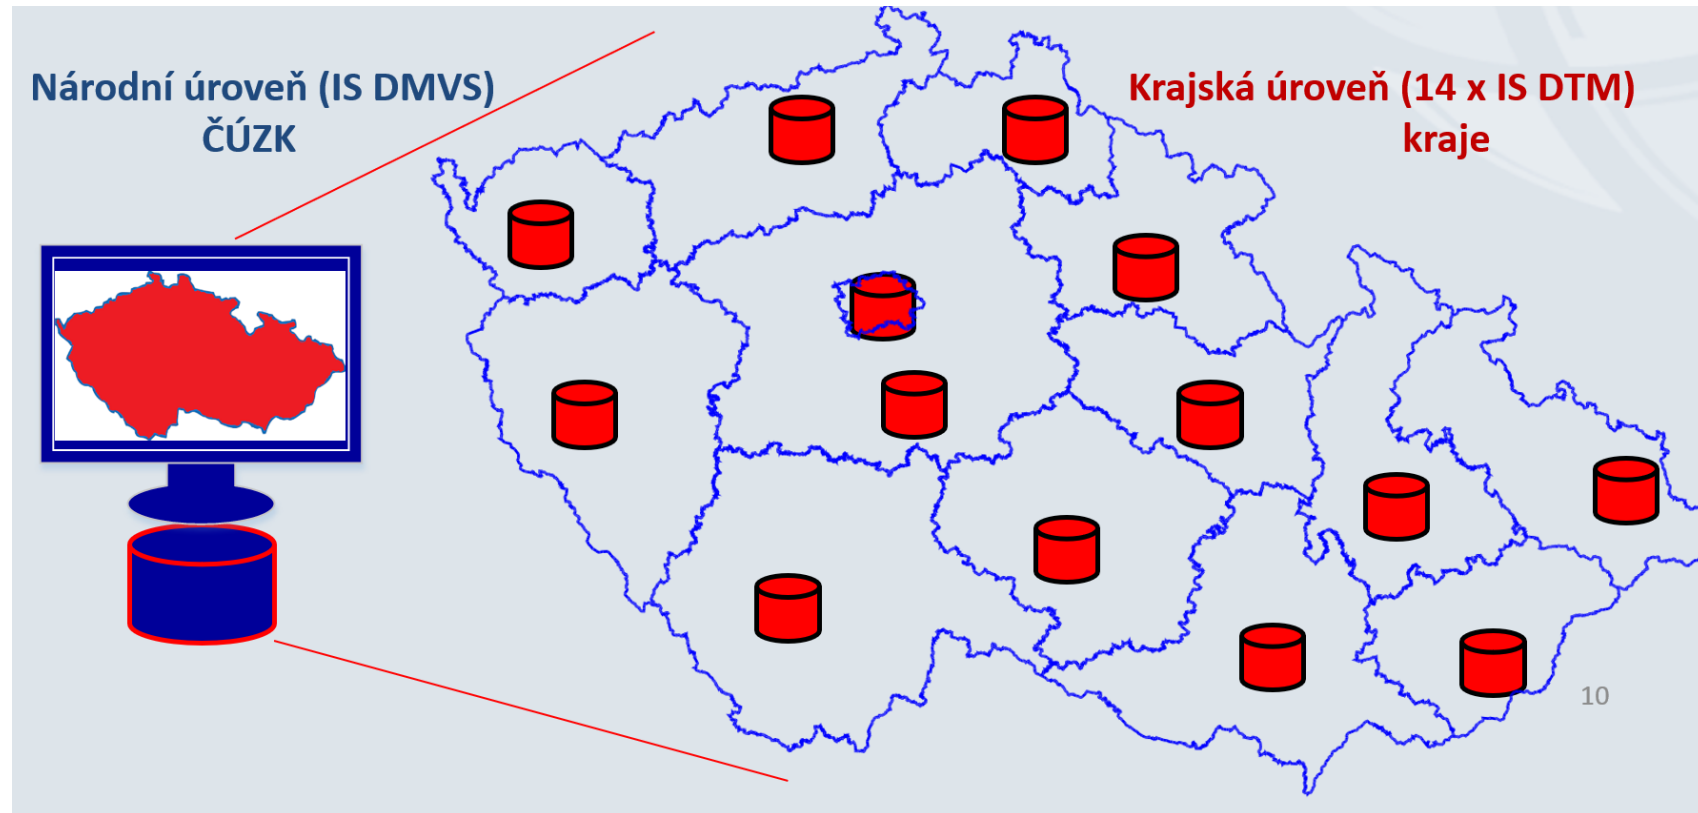 Národní úroveň (IS DMVS)
ČÚZK
Krajská úroveň (14 x IS DTM)
kraje
10